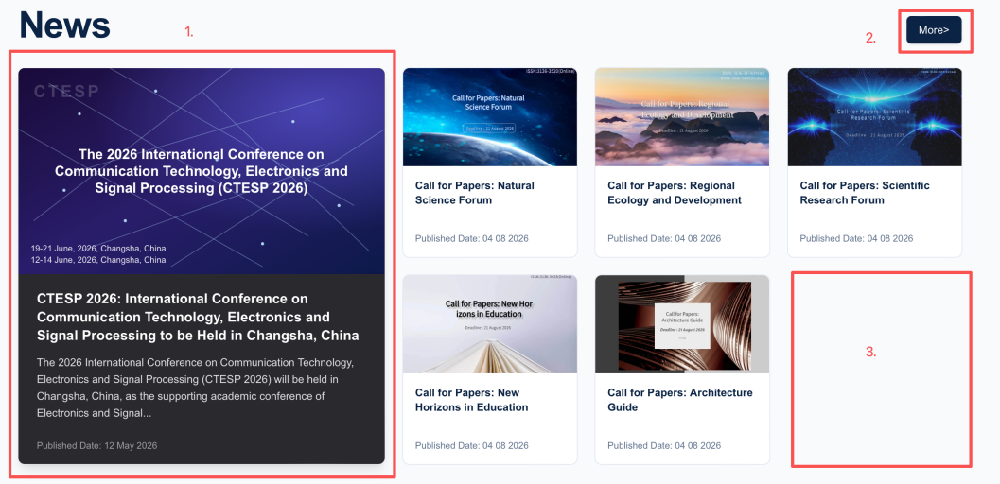 News
1.
2.
More>
CTESP
The 2026 International Conference on
Communication Technology, Electronics and
Signal Processing (CTESP 2026)
19-21 June, 2026, Changsha, China
12-14 June, 2026, Changsha, China
CTESP 2026: International Conference on
Communication Technology, Electronics and
Signal Processing to be Held in Changsha, China
The 2026 International Conference on Communication Technology,
Electronics and Signal Processing (CTESP 2026) will be held in
Changsha, China, as the supporting academic conference of
Electronics and Signal...
Published Date: 12 May 2026
Call for Papers: Natural
Science Forum
Deadline : 21 August 2026
Call for Papers: Natural
Science Forum
Published Date: 04 08 2026
Call for Papers: Regional
Ecology and Development
Deadline : 21 August 2026
Call for Papers: Regional
Ecology and Development
Published Date: 04 08 2026
Call for Papers: Scientific
Research Forum
Deadline : 21 August 2026
Call for Papers: Scientific
Research Forum
Published Date: 04 08 2026
Call for Papers: New Hor
izons in Education
Deadline : 21 August 2026
Call for Papers: New
Horizons in Education
Published Date: 04 08 2026
Call for Papers:
Architecture Guide
Deadline : 21 August 2026
Call for Papers: Architecture
Guide
Published Date: 04 08 2026
3.